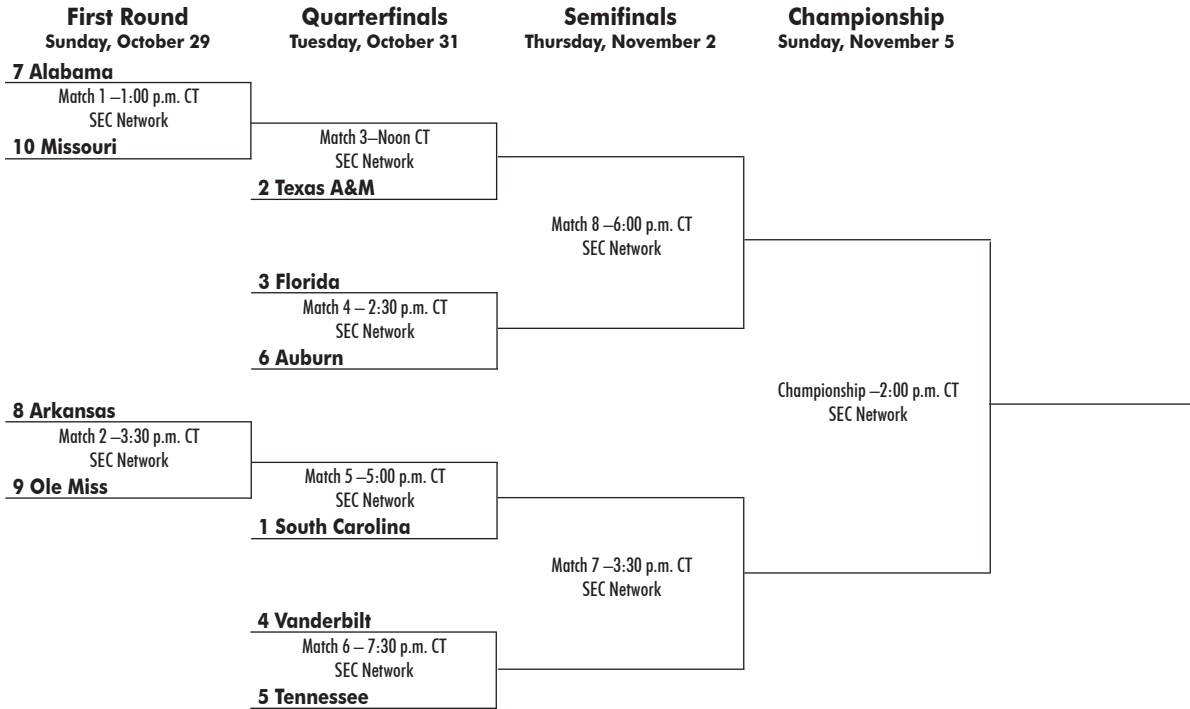 First Round
Sunday, October 29
Quarterfinals
Tuesday, October 31
Semifinals
Thursday, November 2
Championship
Sunday, November 5
7 Alabama
Match 1 –1:00 p.m. CT
SEC Network
10 Missouri
Match 3–Noon CT
SEC Network
2 Texas A&M
Match 8 –6:00 p.m. CT
SEC Network
3 Florida
Match 4 – 2:30 p.m. CT
SEC Network
6 Auburn
Championship –2:00 p.m. CT
SEC Network
8 Arkansas
Match 2 –3:30 p.m. CT
SEC Network
9 Ole Miss
Match 5 –5:00 p.m. CT
SEC Network
1 South Carolina
Match 7 –3:30 p.m. CT
SEC Network
4 Vanderbilt
Match 6 – 7:30 p.m. CT
SEC Network
5 Tennessee